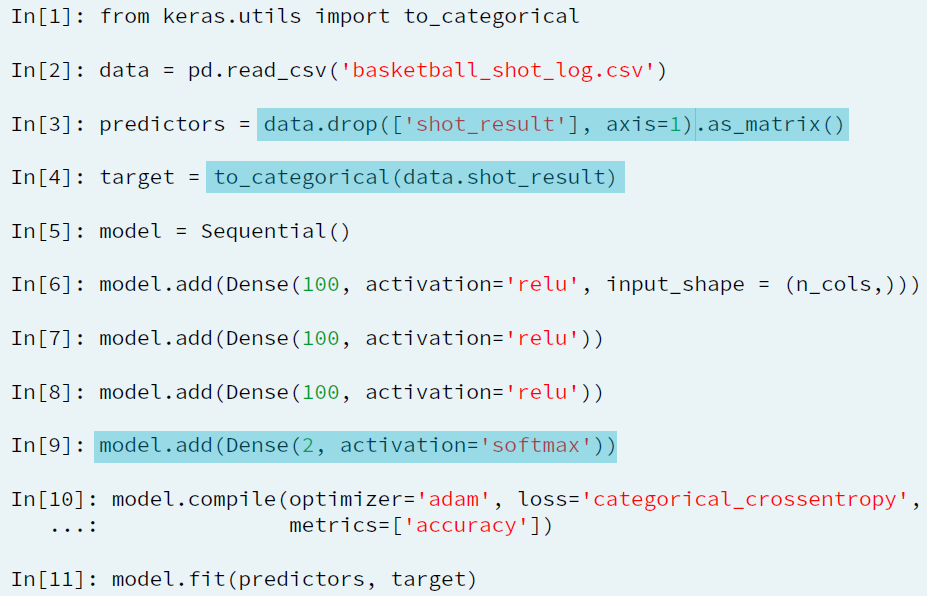 In[1]: from keras.utils import to_categorical
In[2]: data = pd.read_csv('basketball_shot_log.csv')
In[3]: predictors = data.drop(['shot_result'], axis=1).as_matrix()
In[4]: target = to_categorical(data.shot_result)
In[5]: model = Sequential()
In[6]: model.add(Dense(100, activation='relu', input_shape = (n_cols,)))
In[7]: model.add(Dense(100, activation='relu'))
In[8]: model.add(Dense(100, activation='relu'))
In[9]: model.add(Dense(2, activation='softmax'))
In[10]: model.compile(optimizer='adam', loss='categorical_crossentropy',
   ...:               metrics=['accuracy'])
In[11]: model.fit(predictors, target)